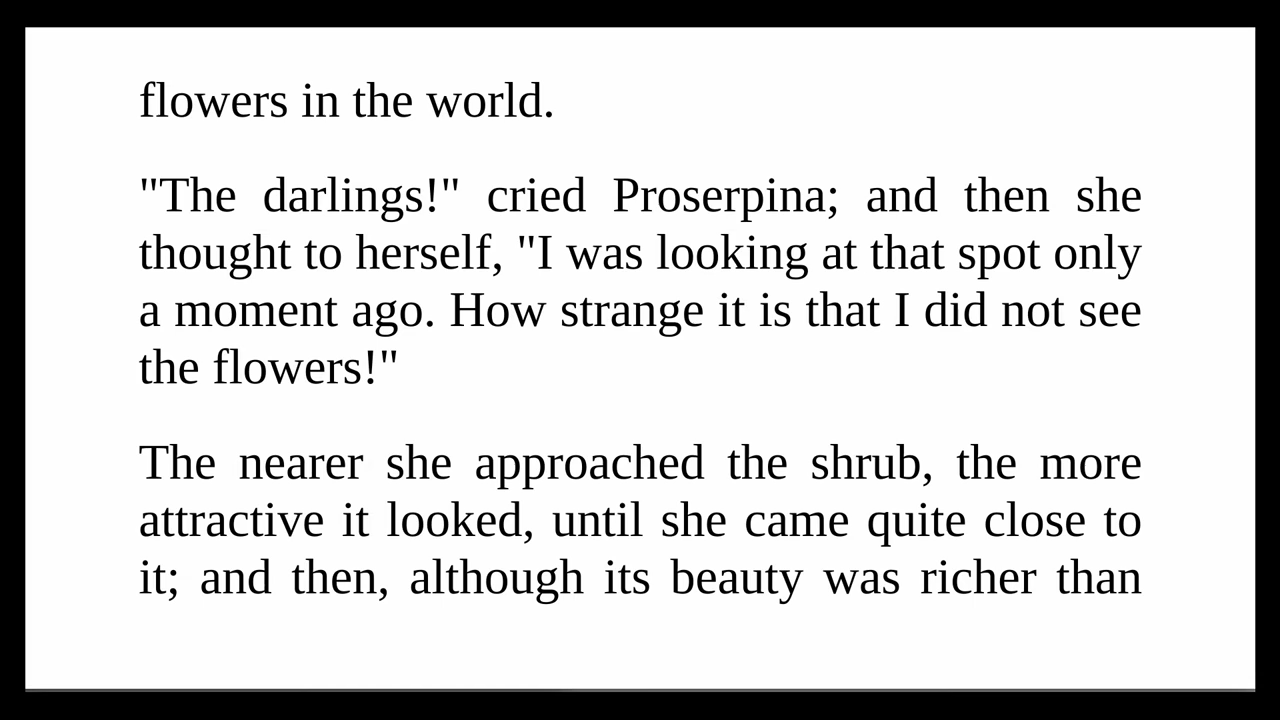 flowers in the world.
"The darlings!" cried Proserpina; and then she
thought to herself, "I was looking at that spot only
a moment ago. How strange it is that I did not see
the flowers!"
The nearer she approached the shrub, the more
attractive it looked, until she came quite close to
it; and then, although its beauty was richer than